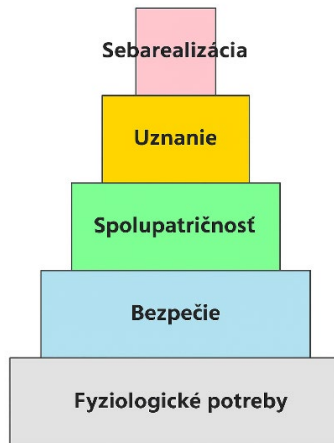 Sebarealizácia
Uznanie
Spolupatričnosť
Bezpečie
Fyziologické potreby